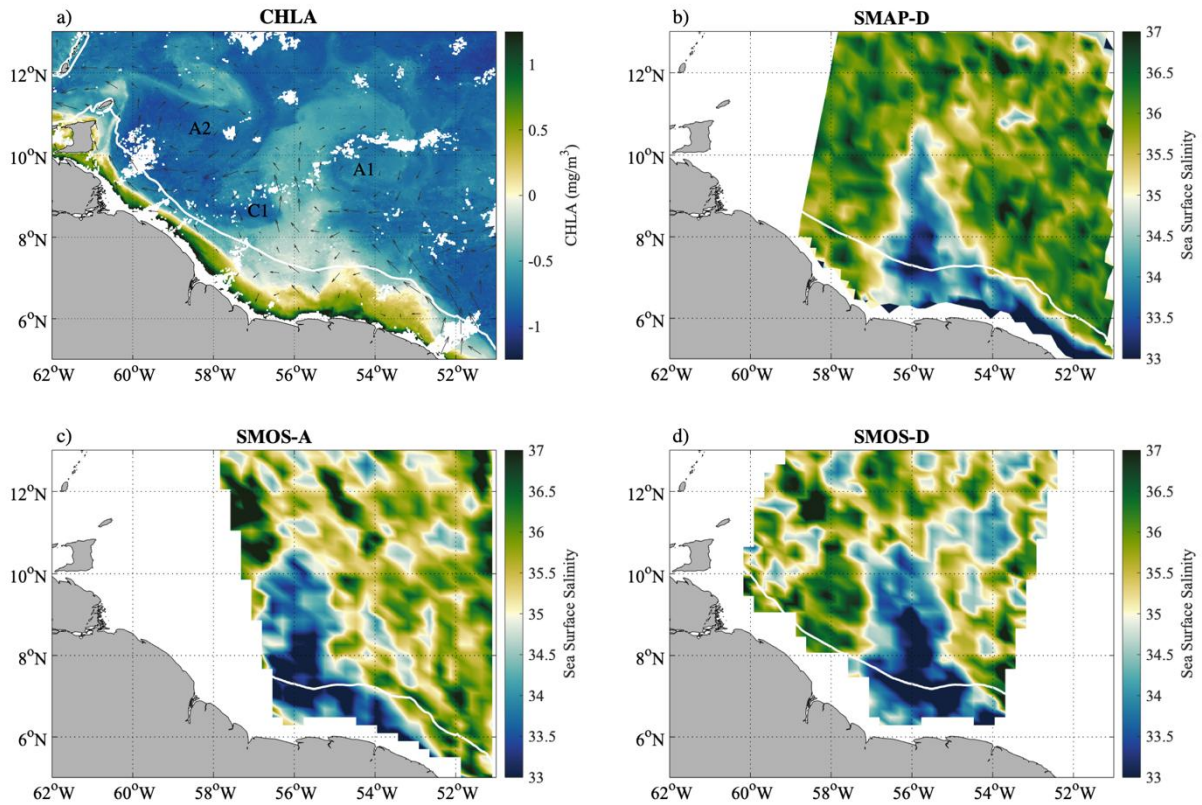 a) CHLA
12°N
10°N
8°N
6°N
A2
A1
C1
62°W 60°W 58°W 56°W 54°W 52°W
1
0.5
0
-0.5
-1
CHLA (mg/m³)
b) SMAP-D
12°N
10°N
8°N
6°N
62°W 60°W 58°W 56°W 54°W 52°W
37
36.5
36
35.5
35
34.5
34
33.5
33
Sea Surface Salinity
c) SMOS-A
12°N
10°N
8°N
6°N
62°W 60°W 58°W 56°W 54°W 52°W
37
36.5
36
35.5
35
34.5
34
33.5
33
Sea Surface Salinity
d) SMOS-D
12°N
10°N
8°N
6°N
62°W 60°W 58°W 56°W 54°W 52°W
37
36.5
36
35.5
35
34.5
34
33.5
33
Sea Surface Salinity